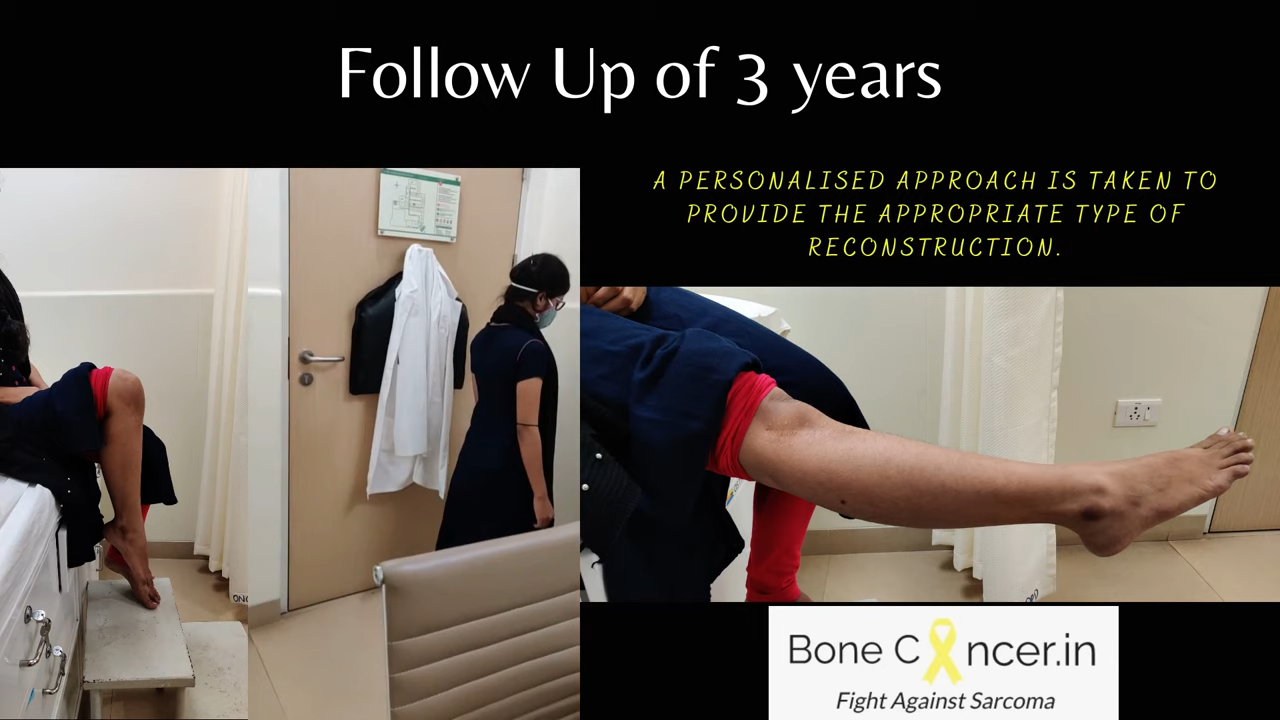 Follow Up of 3 years
A PERSONALISED APPROACH IS TAKEN TO
PROVIDE THE APPROPRIATE TYPE OF
RECONSTRUCTION.
Bone Cancer.in
Fight Against Sarcoma